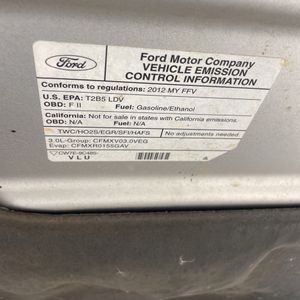 Ford
Ford Motor Company
VEHICLE EMISSION
CONTROL INFORMATION
Conforms to regulations: 2012 MY FFV
U.S. EPA: T2B5 LDV
OBD: F II Fuel: Gasoline/Ethanol
California: Not for sale in states with California emissions.
OBD: N/A Fuel: N/A
TWC/HO2S/EGR/SFI/HAFS No adjustments needed.
3.0L-Group: CFMXV03.0VEG
Evap: CFMXR0155GAV
CW7E-9C485-
V L U